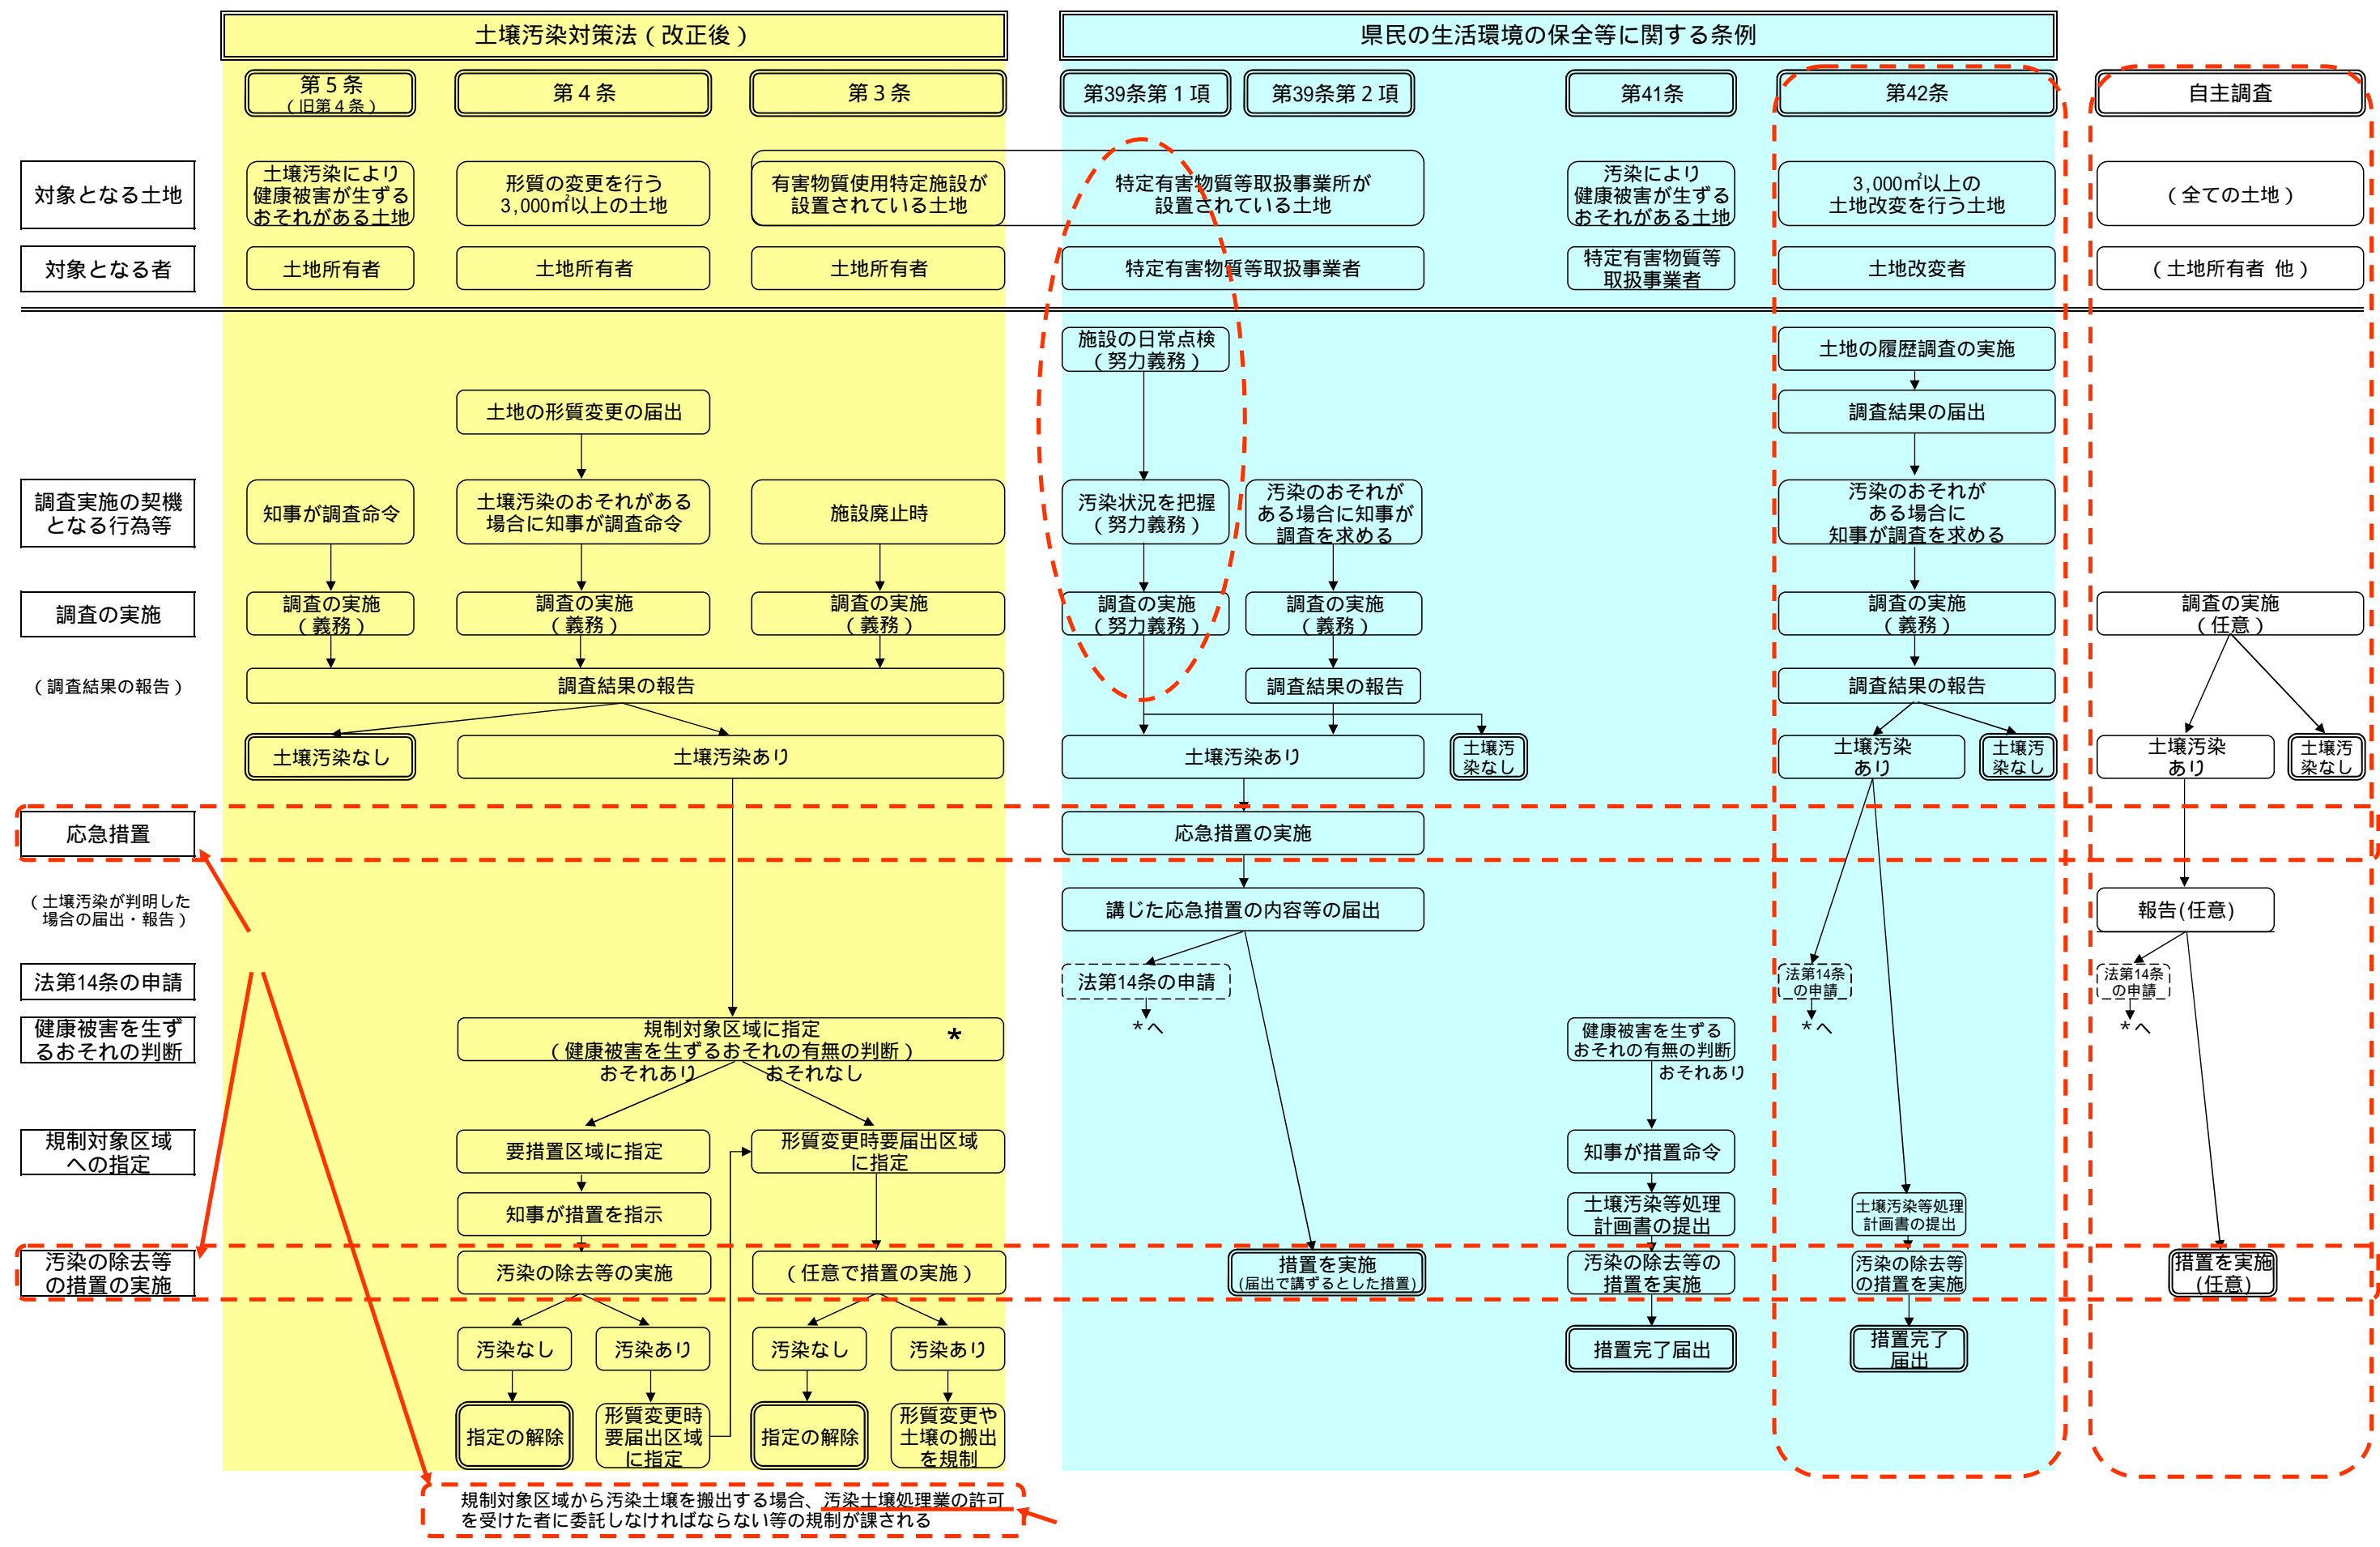 土壌汚染対策法（改正後）
県民の生活環境の保全等に関する条例
第５条
（旧第４条）
第４条
第３条
第39条第１項
第39条第２項
第41条
第42条
自主調査
対象となる土地
土壌汚染により
健康被害が生ずる
おそれがある土地
形質の変更を行う
3,000㎡以上の土地
有害物質使用特定施設が
設置されている土地
特定有害物質等取扱事業所が
設置されている土地
汚染により
健康被害が生ずる
おそれがある土地
3,000㎡以上の
土地改変を行う土地
（全ての土地）
対象となる者
土地所有者
土地所有者
土地所有者
特定有害物質等取扱事業者
特定有害物質等
取扱事業者
土地改変者
（土地所有者 他）
施設の日常点検
（努力義務）
土地の履歴調査の実施
土地の形質変更の届出
調査結果の届出
調査実施の契機
となる行為等
知事が調査命令
土壌汚染のおそれがある
場合に知事が調査命令
施設廃止時
汚染状況を把握
（努力義務）
汚染のおそれが
ある場合に知事が
調査を求める
汚染のおそれが
ある場合に
知事が調査を求める
調査の実施
調査の実施
（義務）
調査の実施
（義務）
調査の実施
（義務）
調査の実施
（努力義務）
調査の実施
（義務）
調査の実施
（義務）
調査の実施
（任意）
（調査結果の報告）
調査結果の報告
調査結果の報告
調査結果の報告
土壌汚染なし
土壌汚染あり
土壌汚染あり
土壌汚
染なし
土壌汚染
あり
土壌汚
染なし
土壌汚染
あり
土壌汚
染なし
応急措置
応急措置の実施
（土壌汚染が判明した
場合の届出・報告）
講じた応急措置の内容等の届出
報告(任意)
法第14条の申請
法第14条の申請
法第14条
の申請
法第14条
の申請
*へ
*へ
*へ
健康被害を生ず
るおそれの判断
規制対象区域に指定
（健康被害を生ずるおそれの有無の判断）
*
健康被害を生ずる
おそれの有無の判断
おそれあり
おそれなし
おそれあり
規制対象区域
への指定
要措置区域に指定
形質変更時要届出区域
に指定
知事が措置命令
知事が措置を指示
土壌汚染等処理
計画書の提出
土壌汚染等処理
計画書の提出
汚染の除去等
の措置の実施
汚染の除去等の実施
（任意で措置の実施）
措置を実施
(届出で講ずるとした措置)
汚染の除去等の
措置を実施
汚染の除去等
の措置を実施
措置を実施
(任意)
汚染なし
汚染あり
汚染なし
汚染あり
措置完了届出
措置完了
届出
指定の解除
形質変更時
要届出区域
に指定
指定の解除
形質変更や
土壌の搬出
を規制
規制対象区域から汚染土壌を搬出する場合、汚染土壌処理業の許可
を受けた者に委託しなければならない等の規制が課される